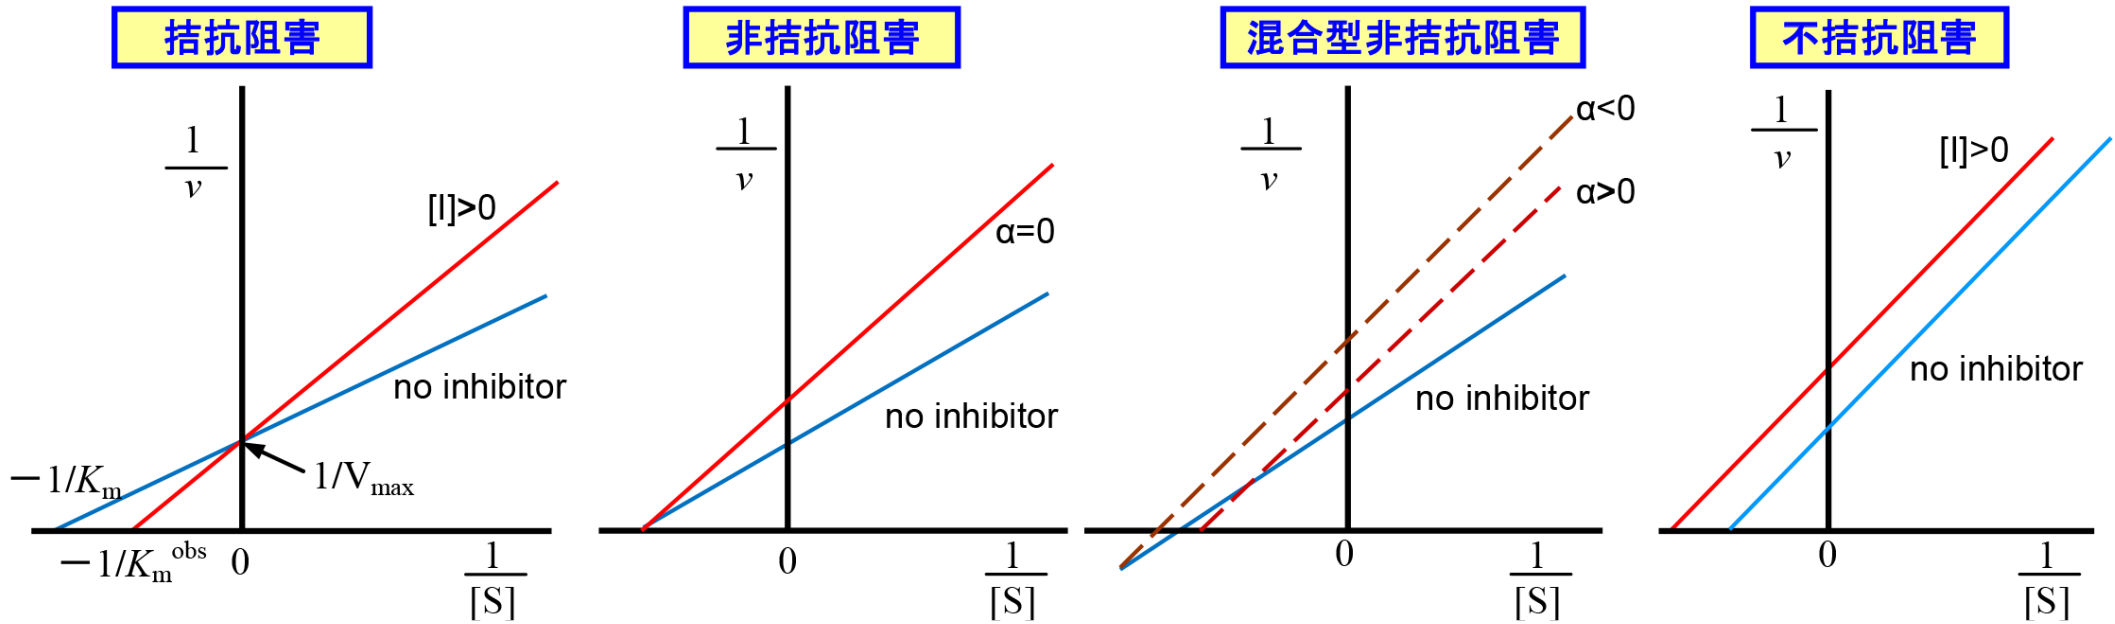 拮抗阻害
1
v
[I]>0
no inhibitor
−1/Km
1/Vmax
−1/Km obs
0
1
[S]
非拮抗阻害
1
v
α=0
no inhibitor
0
1
[S]
混合型非拮抗阻害
1
v
α<0
α>0
no inhibitor
0
1
[S]
不拮抗阻害
1
v
[I]>0
no inhibitor
0
1
[S]